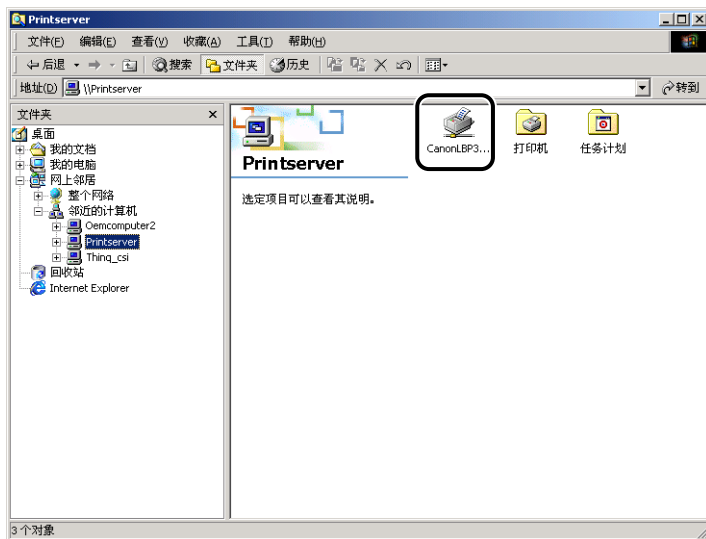 Printserver
文件(F) 编辑(E) 查看(V) 收藏(A) 工具(T) 帮助(H)
后退 搜索 文件夹 历史
地址(D) \\Printserver 转到
文件夹
桌面
我的文档
我的电脑
网上邻居
整个网络
邻近的计算机
Oemcomputer2
Printserver
Thinq_csi
回收站
Internet Explorer
Printserver
选定项目可以查看其说明。
CanonLBP3... 打印机 任务计划
3 个对象